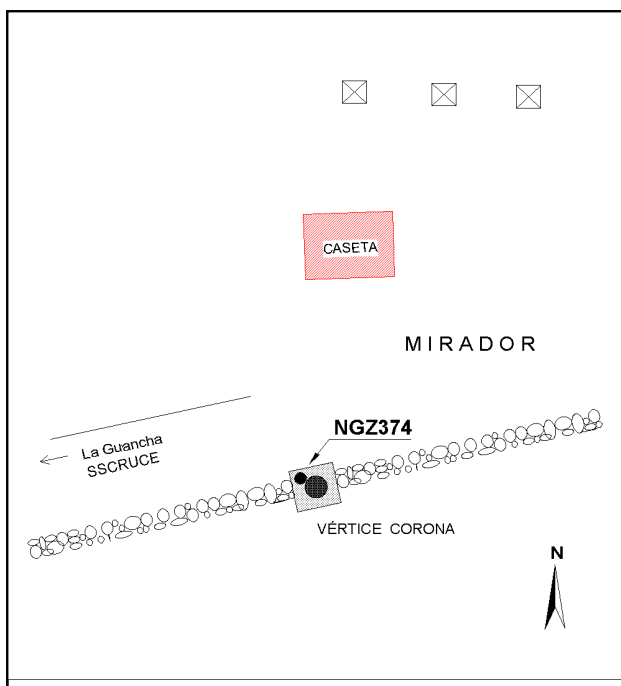 CASETA
MIRADOR
NGZ374
La Guancha
SSCRUCE
VÉRTICE CORONA
N